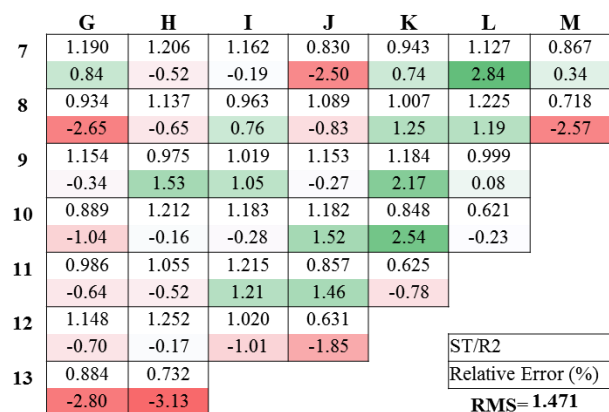 G H I J K L M
7 1.190 1.206 1.162 0.830 0.943 1.127 0.867
0.84 -0.52 -0.19 -2.50 0.74 2.84 0.34
8 0.934 1.137 0.963 1.089 1.007 1.225 0.718
-2.65 -0.65 0.76 -0.83 1.25 1.19 -2.57
9 1.154 0.975 1.019 1.153 1.184 0.999
-0.34 1.53 1.05 -0.27 2.17 0.08
10 0.889 1.212 1.183 1.182 0.848 0.621
-1.04 -0.16 -0.28 1.52 2.54 -0.23
11 0.986 1.055 1.215 0.857 0.625
-0.64 -0.52 1.21 1.46 -0.78
12 1.148 1.252 1.020 0.631
-0.70 -0.17 -1.01 -1.85 ST/R2
13 0.884 0.732 Relative Error (%)
-2.80 -3.13 RMS= 1.471